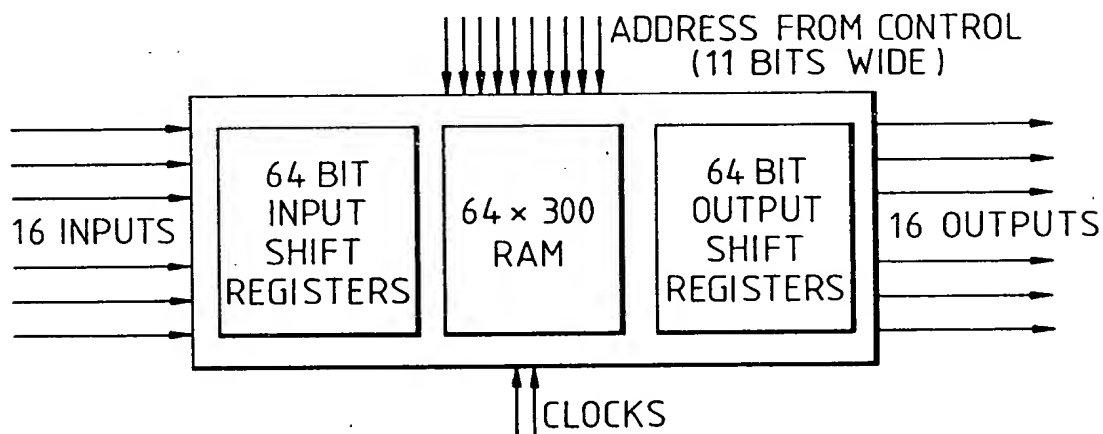 ADDRESS FROM CONTROL
(11 BITS WIDE)
16 INPUTS
64 BIT
INPUT
SHIFT
REGISTERS
64 × 300
RAM
64 BIT
OUTPUT
SHIFT
REGISTERS
16 OUTPUTS
CLOCKS